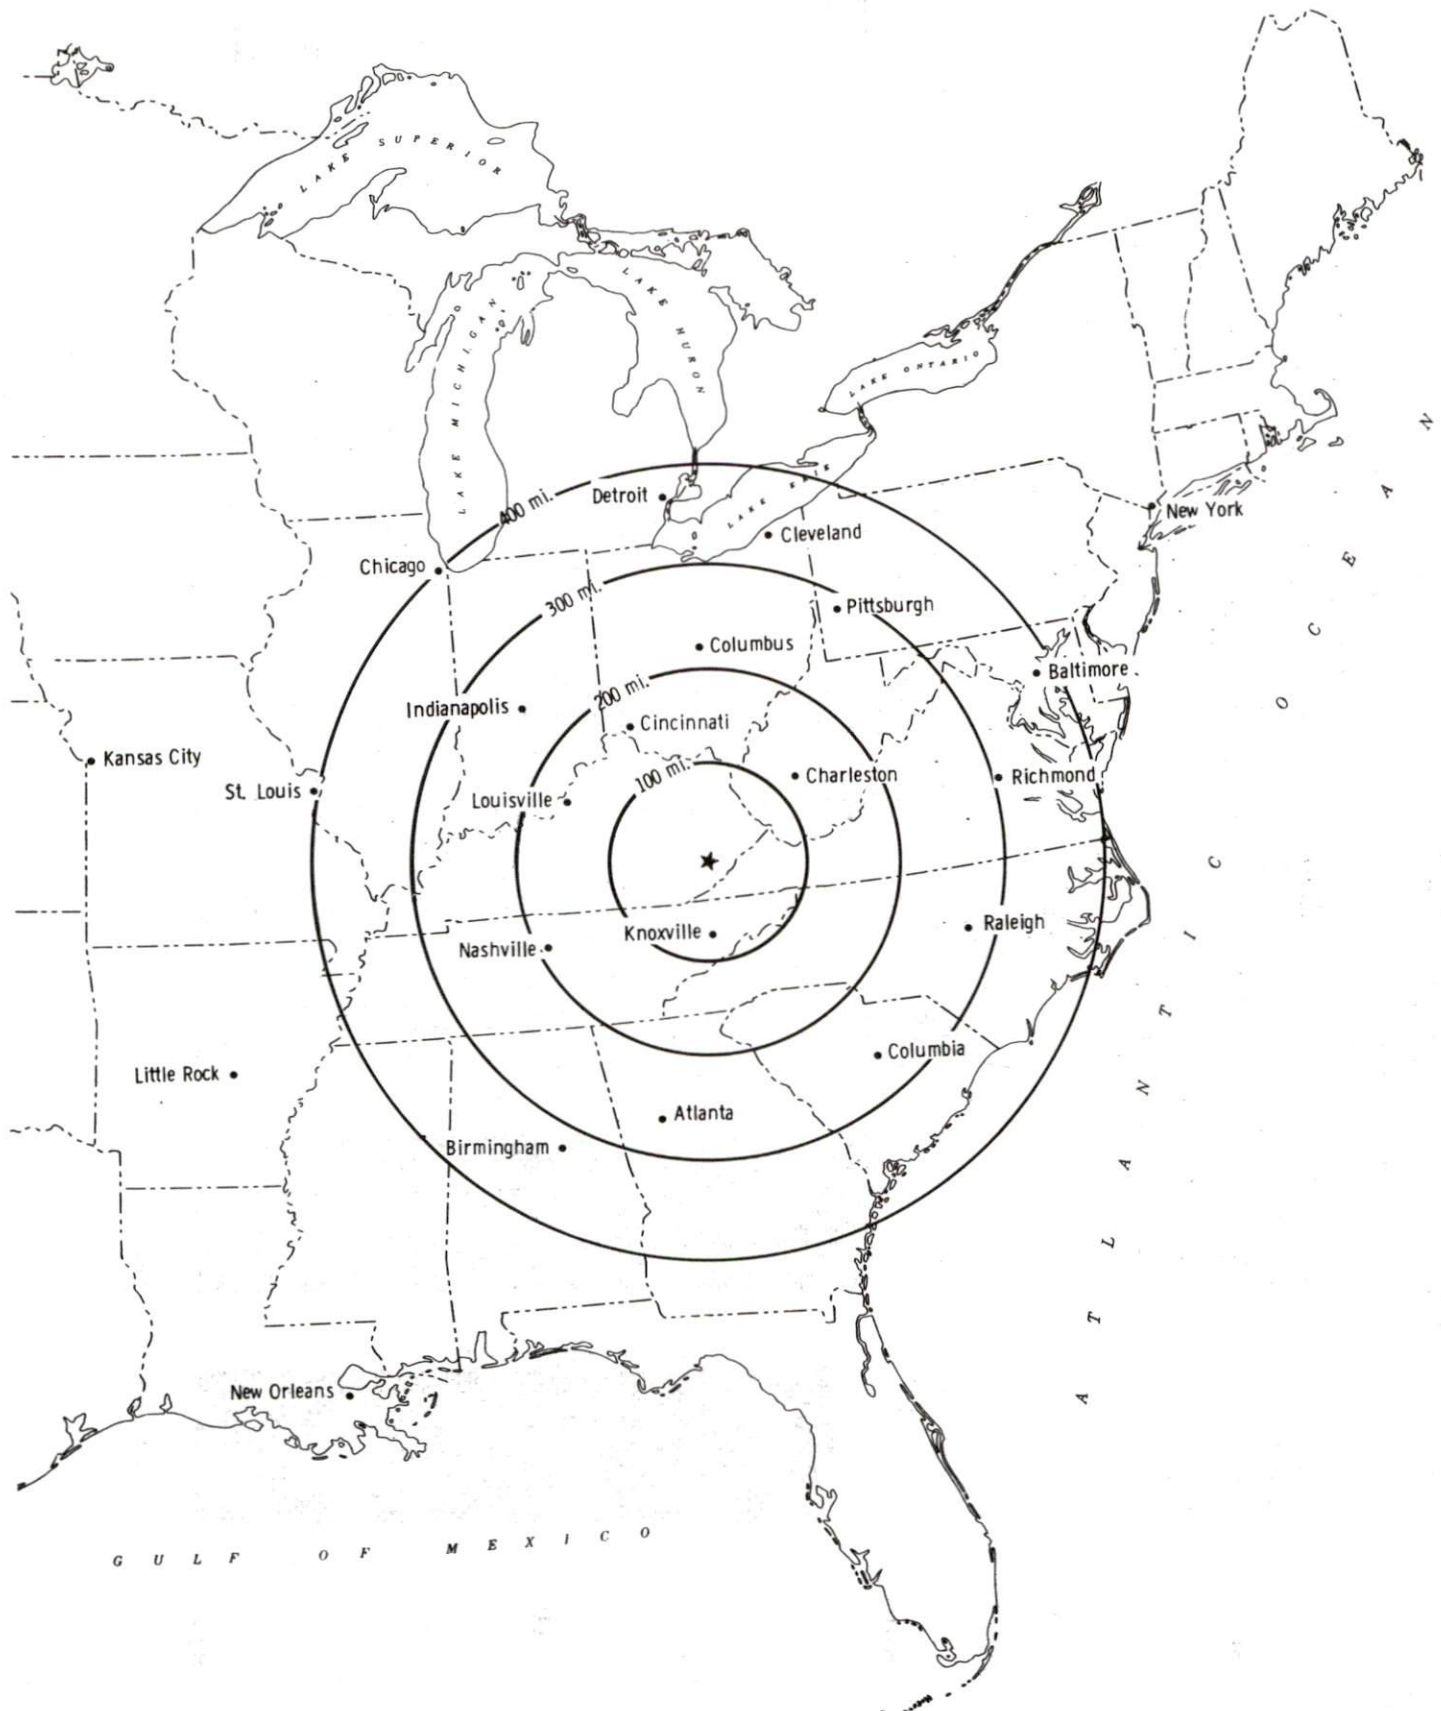 LAKE SUPERIOR
LAKE MICHIGAN
LAKE HURON
LAKE ONTARIO
LAKE ERIE
400 mi.
Detroit
New York
Cleveland
Chicago
300 mi.
Pittsburgh
Columbus
Baltimore
200 mi.
Indianapolis
Cincinnati
Kansas City
100 mi.
Charleston
Richmond
St. Louis
Louisville
Knoxville
Raleigh
Nashville
Columbia
Little Rock
Atlanta
Birmingham
New Orleans
ATLANTIC OCEAN
GULF OF MEXICO